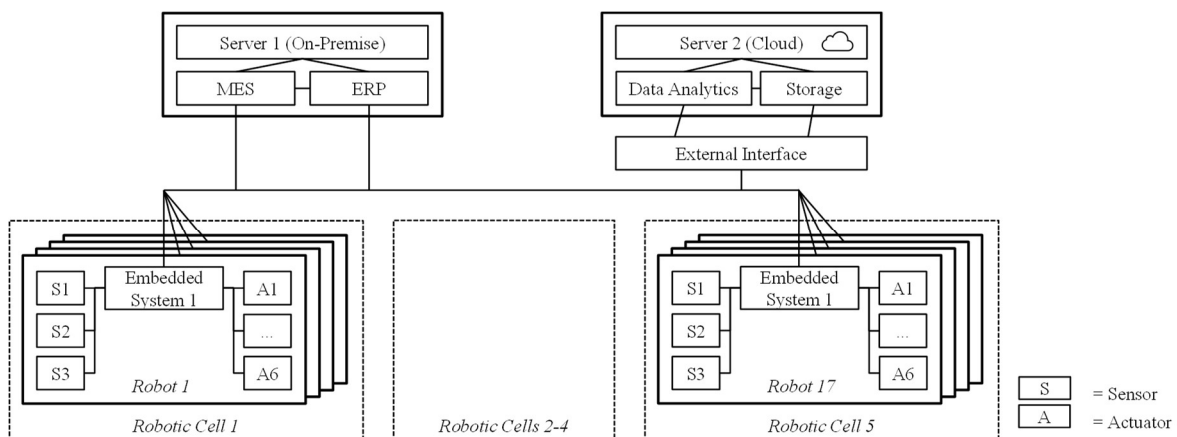 Server 1 (On-Premise)
MES
ERP
Server 2 (Cloud)
Data Analytics
Storage
External Interface
S1
S2
S3
Embedded
System 1
A1
...
A6
Robot 1
Robotic Cell 1
Robotic Cells 2-4
S1
S2
S3
Embedded
System 1
A1
...
A6
Robot 17
Robotic Cell 5
S = Sensor
A = Actuator